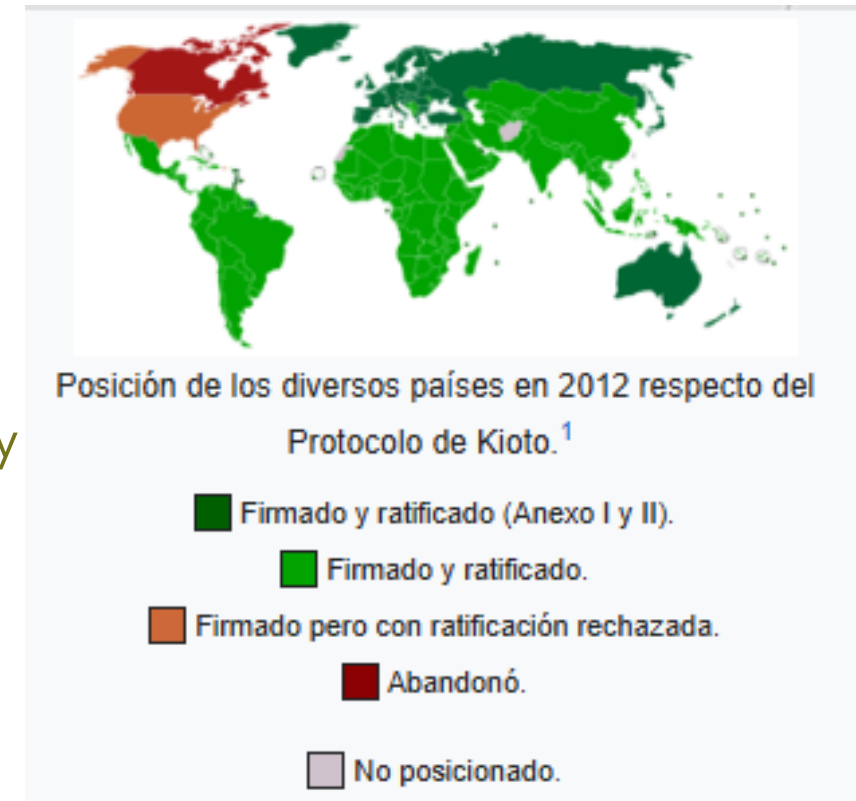 Posición de los diversos países en 2012 respecto del
Protocolo de Kioto.1
y
Firmado y ratificado (Anexo I y II).
Firmado y ratificado.
Firmado pero con ratificación rechazada.
Abandonó.
No posicionado.